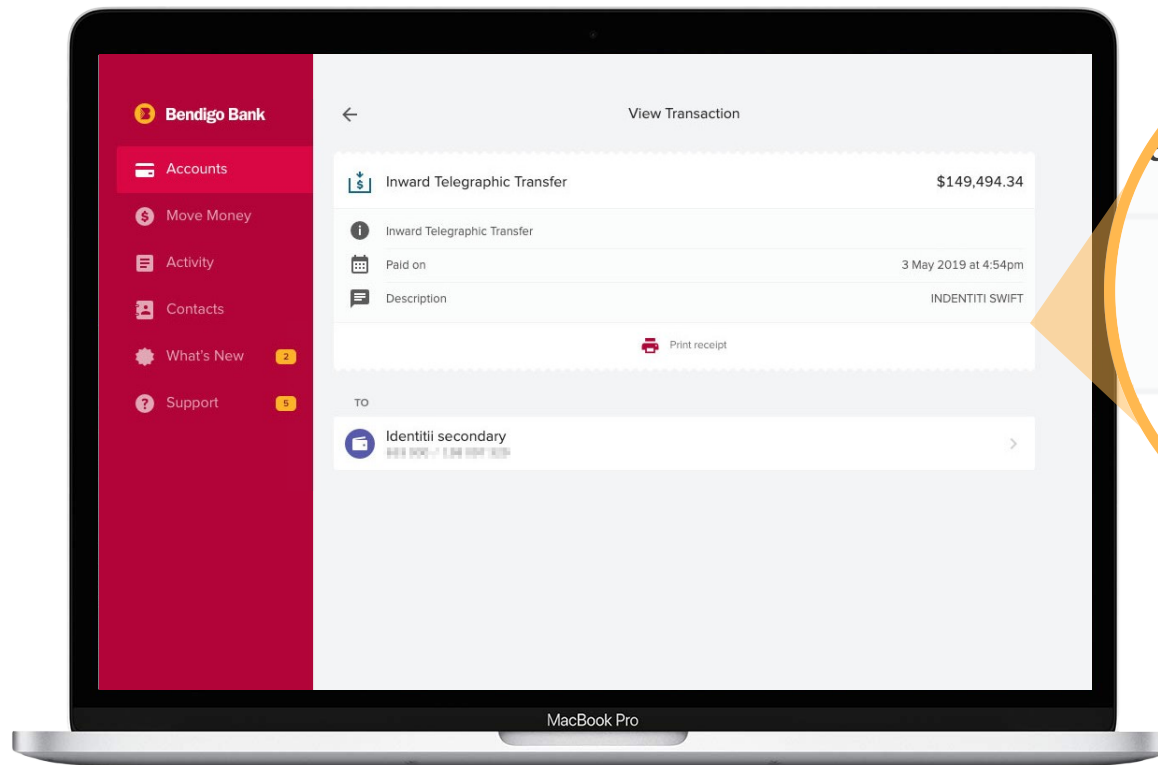 Bendigo Bank
Accounts
Move Money
Activity
Contacts
What's New 2
Support 5
View Transaction
Inward Telegraphic Transfer $149,494.34
Inward Telegraphic Transfer
Paid on 3 May 2019 at 4:54pm
Description INDENTITI SWIFT
Print receipt
TO
Identitii secondary
MacBook Pro